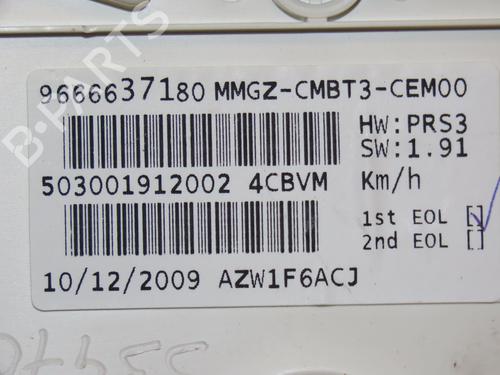 9666637180 MMGZ-CMBT3-CEM00
HW:PRS3
SW:1.91
503001912002 4CBVM
Km/h
1st EOL []
2nd EOL []
10/12/2009 AZW1F6ACJ
B-PARTS